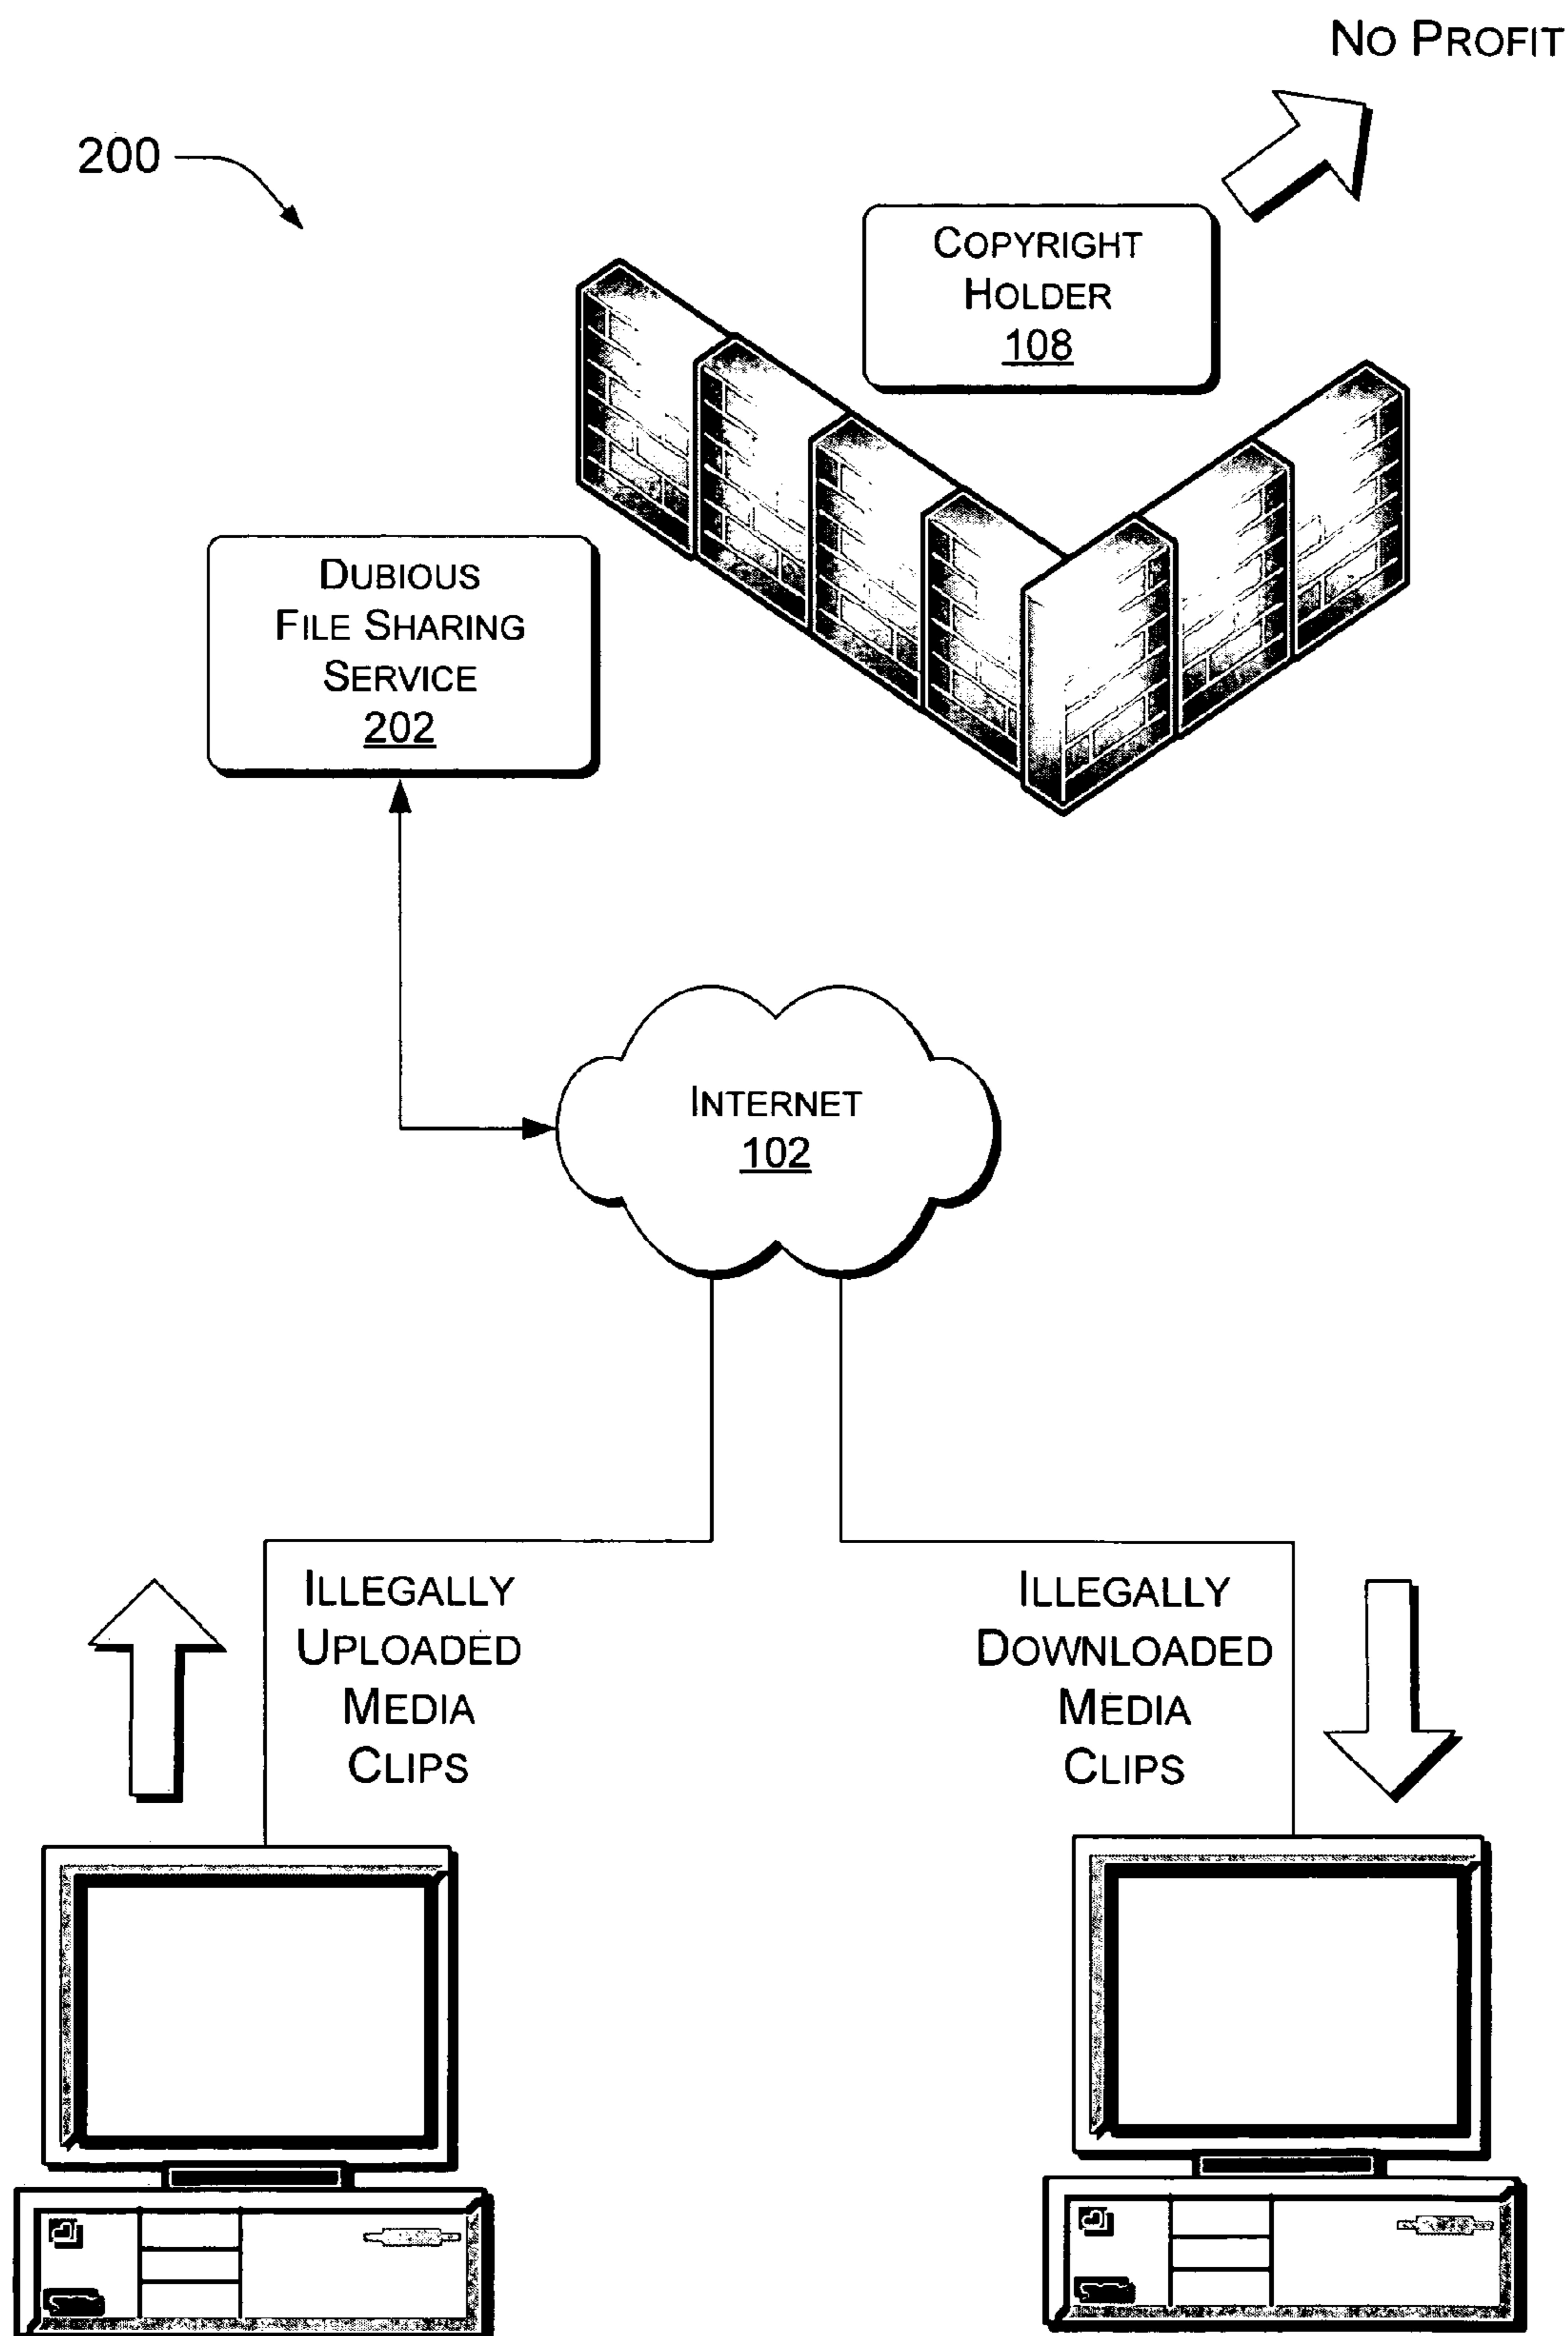 NO PROFIT
200
COPYRIGHT
HOLDER
108
DUBIOUS
FILE SHARING
SERVICE
202
INTERNET
102
ILLEGALLY
UPLOADED
MEDIA
CLIPS
ILLEGALLY
DOWNLOADED
MEDIA
CLIPS